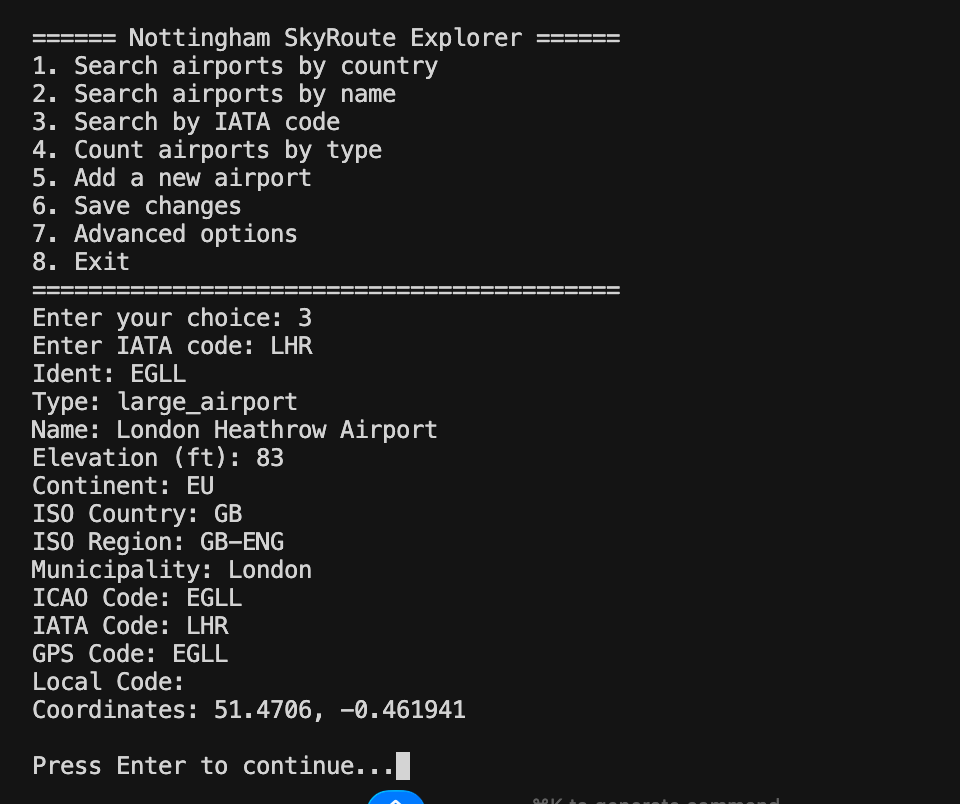 ====== Nottingham SkyRoute Explorer ======
1. Search airports by country
2. Search airports by name
3. Search by IATA code
4. Count airports by type
5. Add a new airport
6. Save changes
7. Advanced options
8. Exit
==========================================
Enter your choice: 3
Enter IATA code: LHR
Ident: EGLL
Type: large_airport
Name: London Heathrow Airport
Elevation (ft): 83
Continent: EU
ISO Country: GB
ISO Region: GB-ENG
Municipality: London
ICAO Code: EGLL
IATA Code: LHR
GPS Code: EGLL
Local Code:
Coordinates: 51.4706, -0.461941
Press Enter to continue...
⌘K to generate command